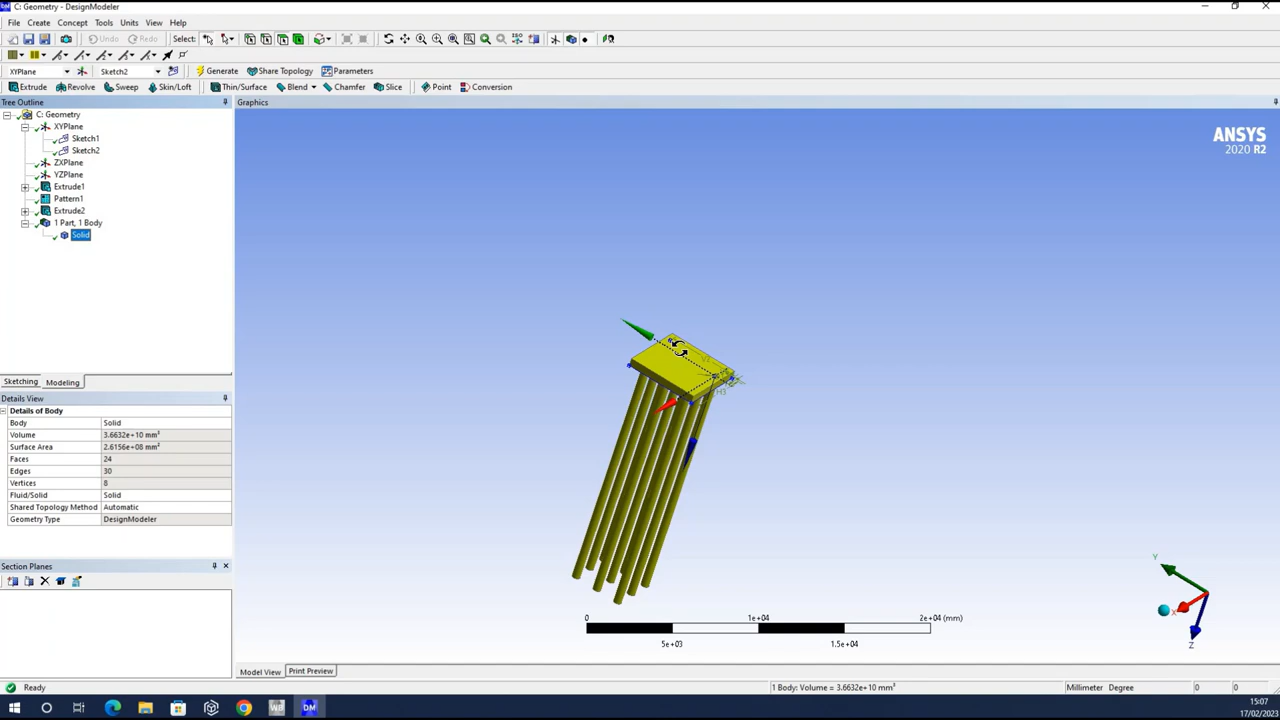 C: Geometry - DesignModeler
File Create Concept Tools Units View Help
Undo Redo Select:
XYPlane Sketch2 Generate Share Topology Parameters
Extrude Revolve Sweep Skin/Loft Thin/Surface Blend Chamfer Slice Point Conversion
Tree Outline
Graphics
C: Geometry
XYPlane
Sketch1
Sketch2
ZXPlane
YZPlane
Extrude1
Pattern1
Extrude2
1 Part, 1 Body
Solid
ANSYS
2020 R2
Sketching Modeling
Details View
Details of Body
Body Solid
Volume 3.6632e+10 mm³
Surface Area 2.6156e+08 mm²
Faces 24
Edges 30
Vertices 8
Fluid/Solid Solid
Shared Topology Method Automatic
Geometry Type DesignModeler
Section Planes
0 1e+04 2e+04 (mm)
5e+03 1.5e+04
Y
X
Z
Model View Print Preview
Ready 1 Body: Volume = 3.6632e+10 mm³ Millimeter Degree 0 0
WB DM
15:07
17/02/2023